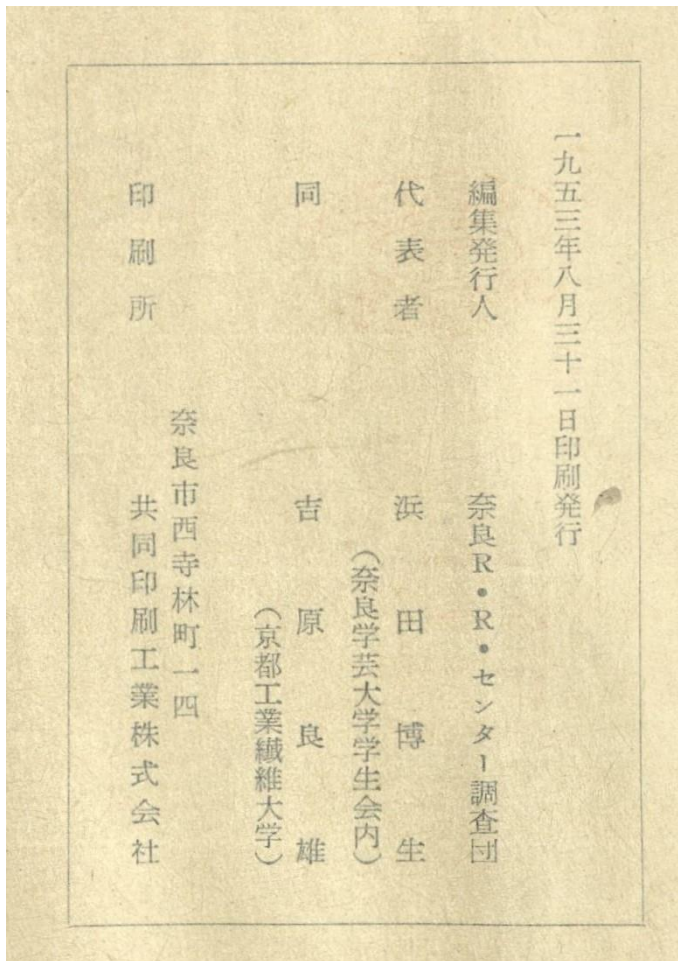 一九五三年八月三十一日印刷発行
編集発行人 奈良R・R・センター調査団
代表者 浜田博生
(奈良学芸大学学生会内)
同 吉原良雄
(京都工業繊維大学)
奈良市西寺林町一四
印刷所 共同印刷工業株式会社